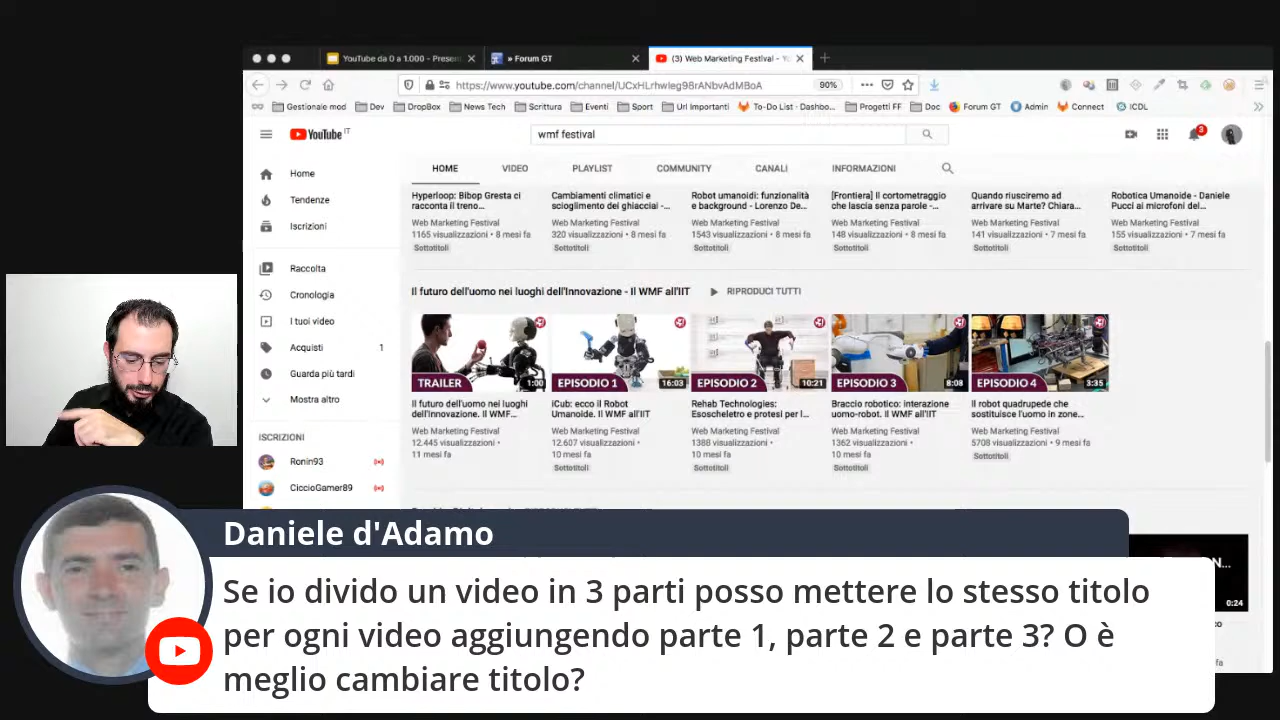 YouTube da 0 a 1.000 - Presen
» Forum GT
(3) Web Marketing Festival - Yo
https://www.youtube.com/channel/UCxHLrhwIeg9BrANbvAdMBoA
90%
Gestionale mod
Dev
DropBox
News Tech
Scrittura
Eventi
Sport
Url Importanti
To-Do List - Dashbo...
Progetti FF
Doc
Forum GT
Admin
Connect
ICDL
YouTube IT
wmf festival
3
HOME
VIDEO
PLAYLIST
COMMUNITY
CANALI
INFORMAZIONI
Home
Tendenze
Iscrizioni
Raccolta
Cronologia
I tuoi video
Acquisti 1
Guarda più tardi
Mostra altro
ISCRIZIONI
Ronin93
CiccioGamer89
Hyperloop: Bibop Gresta ci
racconta il treno...
Web Marketing Festival
1165 visualizzazioni • 8 mesi fa
Sottotitoli
Cambiamenti climatici e
scioglimento dei ghiacciai -...
Web Marketing Festival
320 visualizzazioni • 8 mesi fa
Sottotitoli
Robot umanoidi: funzionalità
e background - Lorenzo De...
Web Marketing Festival
1543 visualizzazioni • 8 mesi fa
Sottotitoli
[Frontiera] Il cortometraggio
che lascia senza parole -...
Web Marketing Festival
148 visualizzazioni • 8 mesi fa
Sottotitoli
Quando riusciremo ad
arrivare su Marte? Chiara...
Web Marketing Festival
141 visualizzazioni • 7 mesi fa
Sottotitoli
Robotica Umanoide - Daniele
Pucci ai microfoni del...
Web Marketing Festival
155 visualizzazioni • 7 mesi fa
Sottotitoli
Il futuro dell'uomo nei luoghi dell'Innovazione - Il WMF all'IIT
RIPRODUCI TUTTI
TRAILER
1:00
Il futuro dell'uomo nei luoghi
dell'Innovazione. Il WMF...
Web Marketing Festival
12.445 visualizzazioni •
11 mesi fa
EPISODIO 1
16:03
iCub: ecco il Robot
Umanoide. Il WMF all'IIT
Web Marketing Festival
12.607 visualizzazioni •
10 mesi fa
Sottotitoli
EPISODIO 2
10:21
Rehab Technologies:
Esoscheletro e protesi per l...
Web Marketing Festival
1388 visualizzazioni •
10 mesi fa
Sottotitoli
EPISODIO 3
8:08
Braccio robotico: interazione
uomo-robot. Il WMF all'IIT
Web Marketing Festival
1362 visualizzazioni •
10 mesi fa
Sottotitoli
EPISODIO 4
3:35
Il robot quadrupede che
sostituisce l'uomo in zone...
Web Marketing Festival
5708 visualizzazioni • 9 mesi fa
Sottotitoli
0:24
Daniele d'Adamo
Se io divido un video in 3 parti posso mettere lo stesso titolo
per ogni video aggiungendo parte 1, parte 2 e parte 3? O è
meglio cambiare titolo?